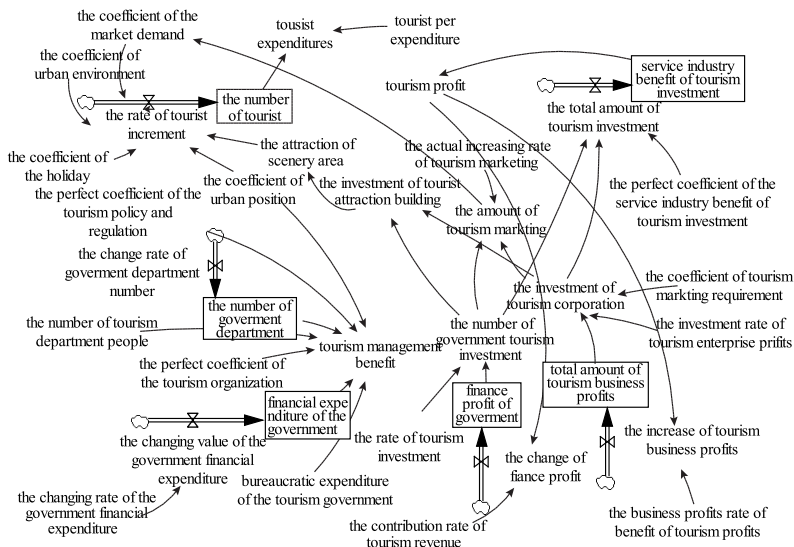 the coefficient of the
market demand
tousist
expenditures
tourist per
expenditure
the coefficient of
urban environment
the number
of tourist
the rate of tourist
increment
tourism profit
service industry
benefit of tourism
investment
the total amount of
tourism investment
the coefficient of
the holiday
the attraction of
scenery area
the actual increasing rate
of tourism marketing
the perfect coefficient of the
tourism policy and
regulation
the coefficient of
urban position
the investment of tourist
attraction building
the amount of
tourism markting
the perfect coefficient of the
service industry benefit of
tourism investment
the change rate of
goverment department
number
the number of
goverment
department
the investment of
tourism corporation
the coefficient of tourism
markting requirement
the number of tourism
department people
tourism management
benefit
the number of
government tourism
investment
the investment rate of
tourism enterprise prifits
the perfect coefficient of
the tourism organization
total amount of
tourism business
profits
financial expe
nditure of the
government
finance
profit of
goverment
the changing value of the
government financial
expenditure
the rate of tourism
investment
the change of
fiance profit
the increase of tourism
business profits
bureaucratic expenditure
of the tourism government
the changing rate of the
government financial
expenditure
the contribution rate of
tourism revenue
the business profits rate of
benefit of tourism profits